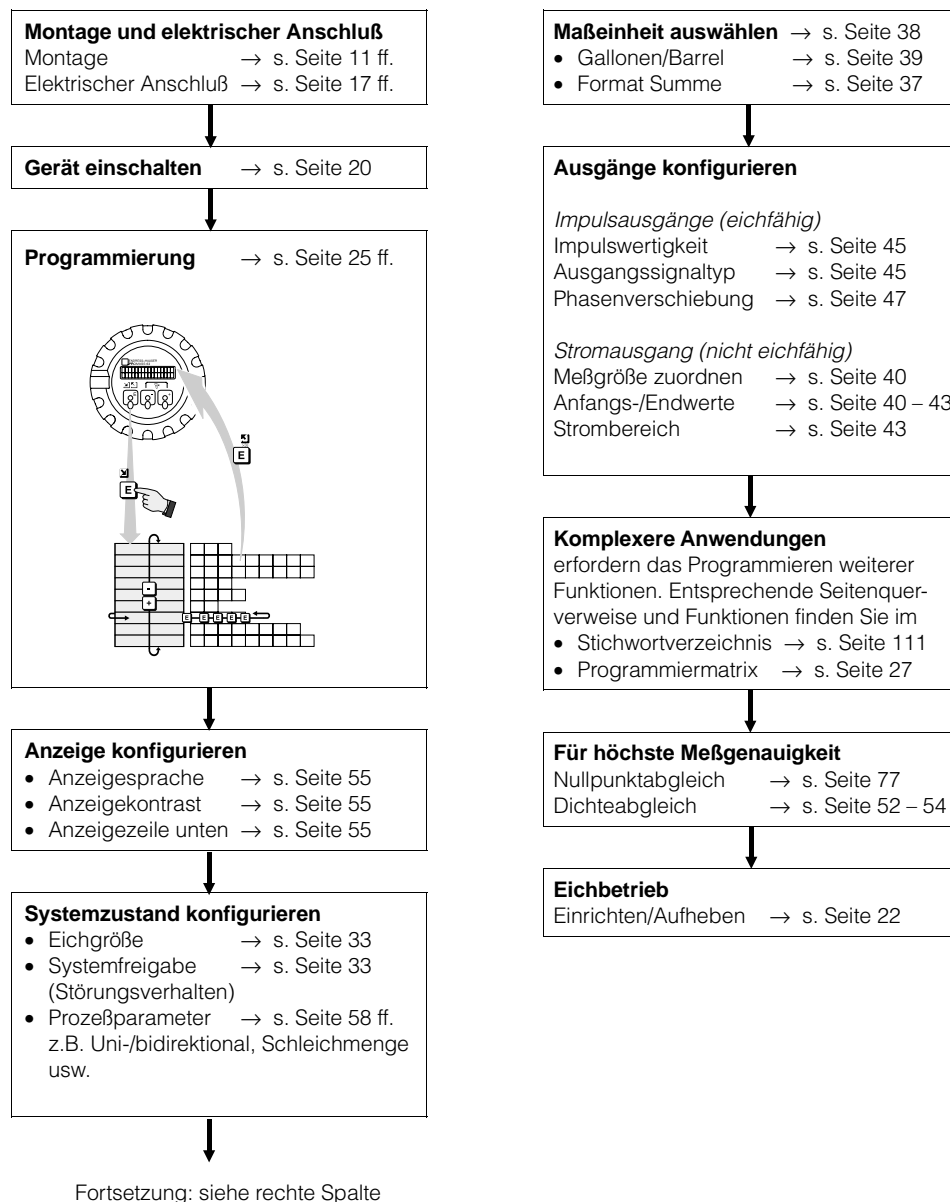 Montage und elektrischer Anschluß
Montage → s. Seite 11 ff.
Elektrischer Anschluß → s. Seite 17 ff.
Gerät einschalten → s. Seite 20
Programmierung → s. Seite 25 ff.
E
E
-
+
E E E E E
Anzeige konfigurieren
• Anzeigesprache → s. Seite 55
• Anzeigekontrast → s. Seite 55
• Anzeigezeile unten → s. Seite 55
Systemzustand konfigurieren
• Eichgröße → s. Seite 33
• Systemfreigabe → s. Seite 33
(Störungsverhalten)
• Prozeßparameter → s. Seite 58 ff.
z.B. Uni-/bidirektional, Schleichmenge
usw.
Fortsetzung: siehe rechte Spalte
Maßeinheit auswählen → s. Seite 38
• Gallonen/Barrel → s. Seite 39
• Format Summe → s. Seite 37
Ausgänge konfigurieren
Impulsausgänge (eichfähig)
Impulswertigkeit → s. Seite 45
Ausgangssignaltyp → s. Seite 45
Phasenverschiebung → s. Seite 47
Stromausgang (nicht eichfähig)
Meßgröße zuordnen → s. Seite 40
Anfangs-/Endwerte → s. Seite 40 – 43
Strombereich → s. Seite 43
Komplexere Anwendungen
erfordern das Programmieren weiterer
Funktionen. Entsprechende Seitenquer-
verweise und Funktionen finden Sie im
• Stichwortverzeichnis → s. Seite 111
• Programmiermatrix → s. Seite 27
Für höchste Meßgenauigkeit
Nullpunktabgleich → s. Seite 77
Dichteabgleich → s. Seite 52 – 54
Eichbetrieb
Einrichten/Aufheben → s. Seite 22